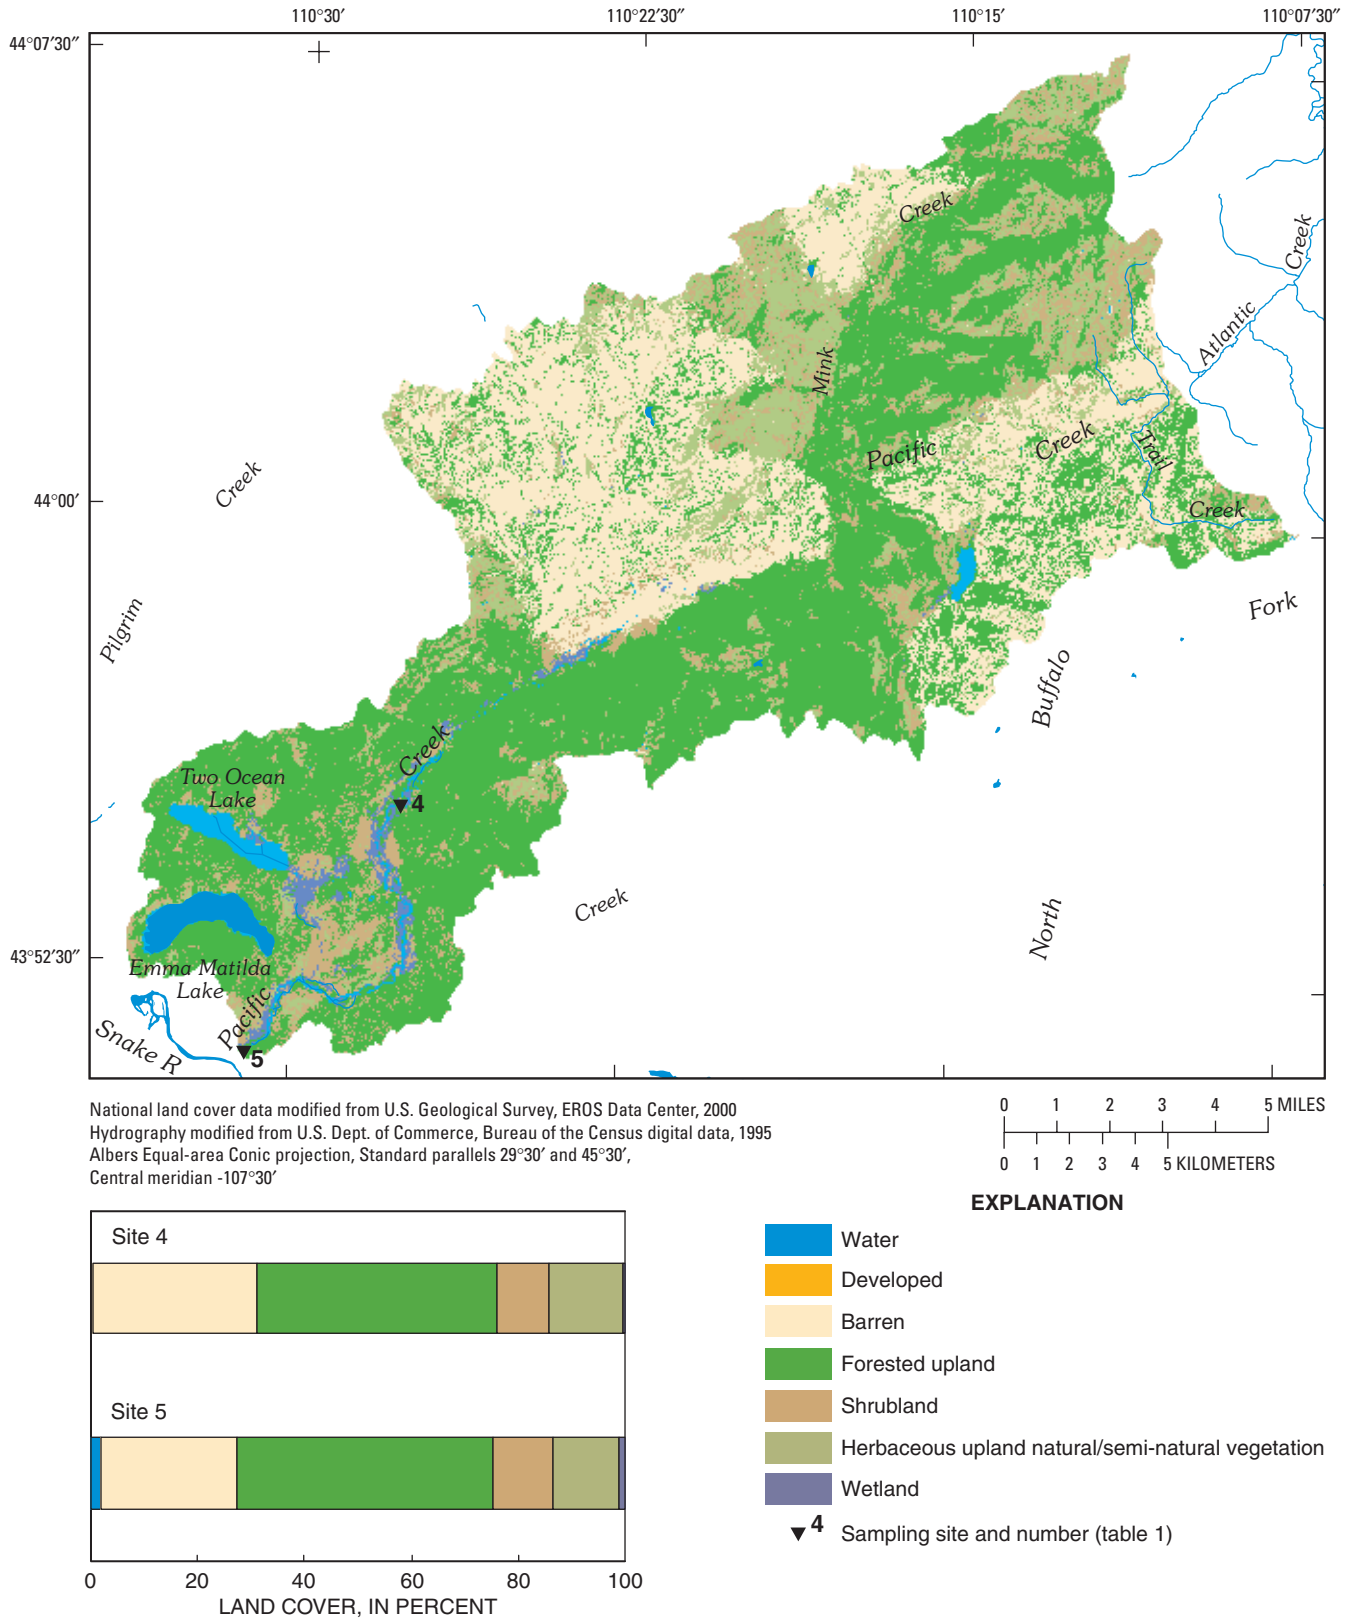 110°30′ 110°22′30″ 110°15′ 110°07′30″
44°07′30″
Creek
Creek
Atlantic
Mink
Pacific
Creek
Trail
Creek
44°00′
Creek
Pilgrim
Fork
Buffalo
Creek
Two Ocean
Lake
4
Creek
North
43°52′30″
Emma Matilda
Lake
Pacific
Snake R
5
National land cover data modified from U.S. Geological Survey, EROS Data Center, 2000
Hydrography modified from U.S. Dept. of Commerce, Bureau of the Census digital data, 1995
Albers Equal-area Conic projection, Standard parallels 29°30′ and 45°30′,
Central meridian -107°30′
0 1 2 3 4 5 MILES
0 1 2 3 4 5 KILOMETERS
EXPLANATION
Water
Developed
Barren
Forested upland
Shrubland
Herbaceous upland natural/semi-natural vegetation
Wetland
4 Sampling site and number (table 1)
Site 4
Site 5
0 20 40 60 80 100
LAND COVER, IN PERCENT